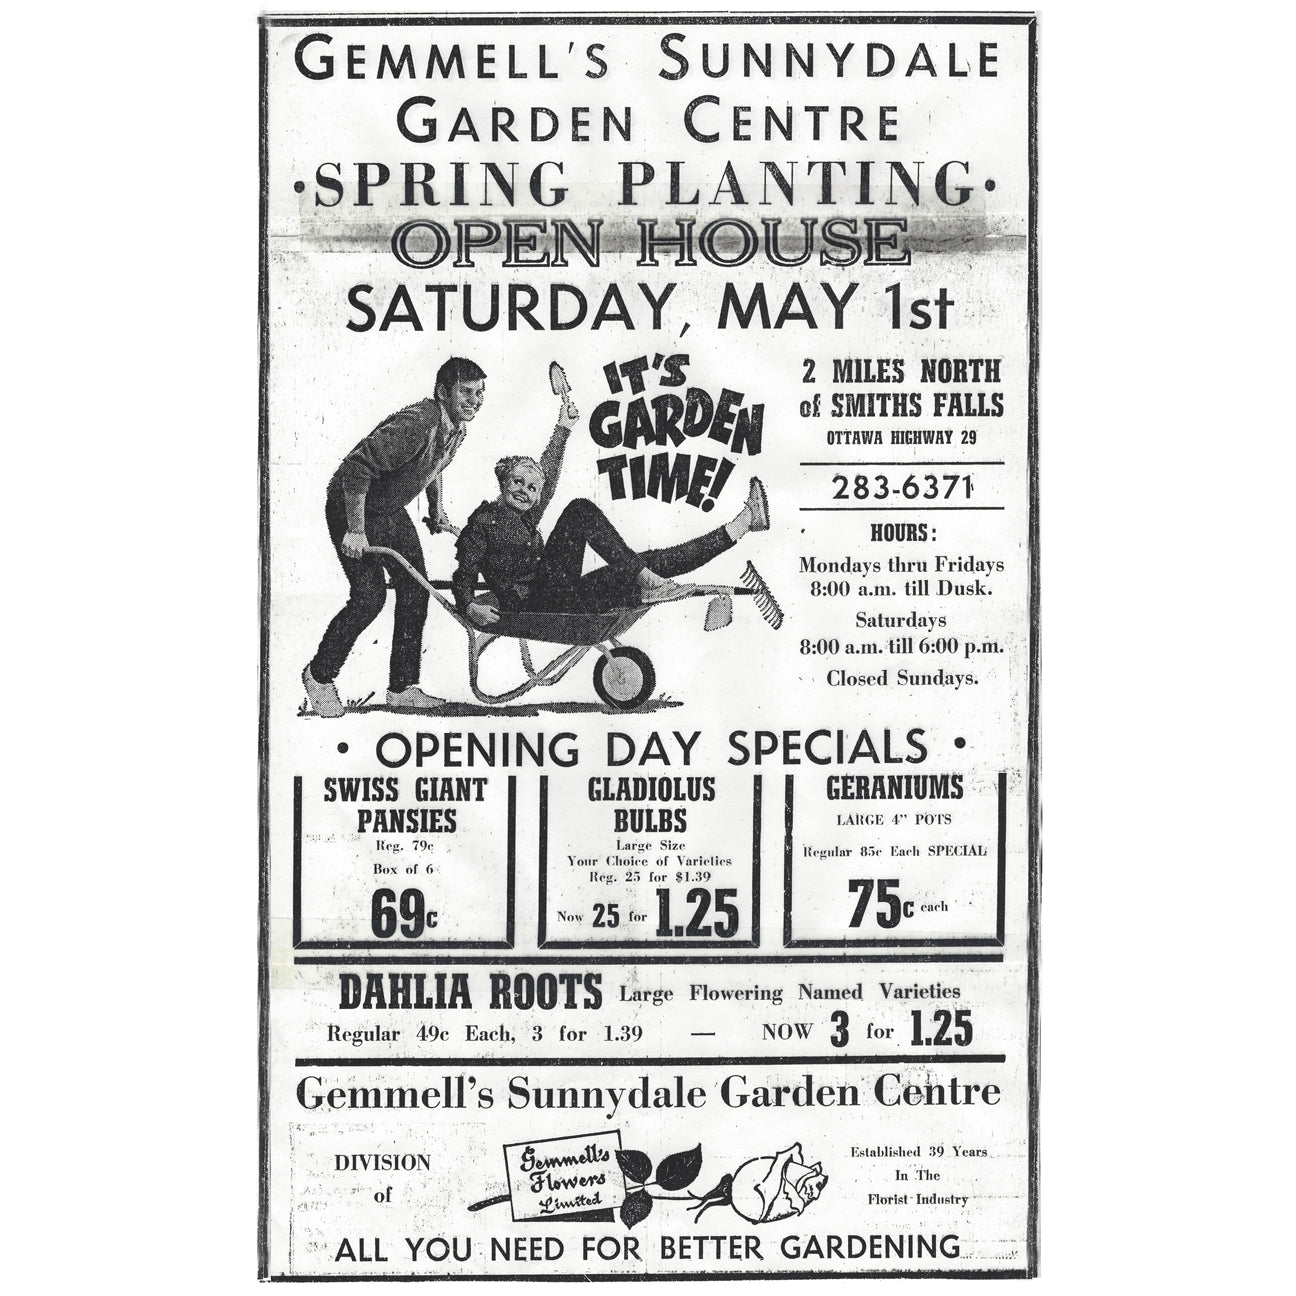 GEMMELL'S SUNNYDALE
GARDEN CENTRE
·SPRING PLANTING·
OPEN HOUSE
SATURDAY, MAY 1st
IT'S
GARDEN
TIME!
2 MILES NORTH
of SMITHS FALLS
OTTAWA HIGHWAY 29
283-6371
HOURS:
Mondays thru Fridays
8:00 a.m. till Dusk.
Saturdays
8:00 a.m. till 6:00 p.m.
Closed Sundays.
· OPENING DAY SPECIALS ·
SWISS GIANT
PANSIES
Reg. 79c
Box of 6
69c
GLADIOLUS
BULBS
Large Size
Your Choice of Varieties
Reg. 25 for $1.39
Now 25 for 1.25
GERANIUMS
LARGE 4" POTS
Regular 85c Each SPECIAL
75c each
DAHLIA ROOTS Large Flowering Named Varieties
Regular 49c Each, 3 for 1.39 — NOW 3 for 1.25
Gemmell's Sunnydale Garden Centre
DIVISION
of
Gemmell's
Flowers
Limited
Established 39 Years
In The
Florist Industry
ALL YOU NEED FOR BETTER GARDENING